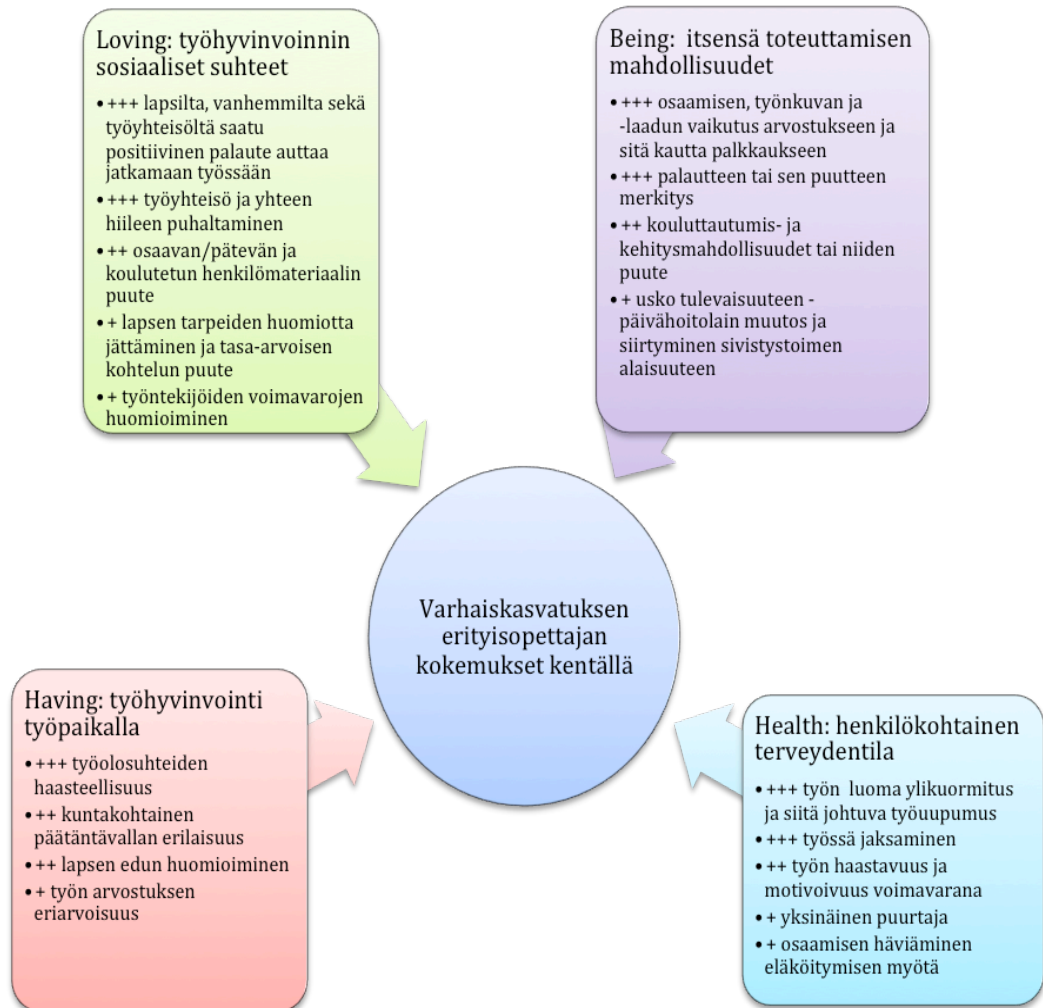 Loving: työhyvinvoinnin
sosiaaliset suhteet
• +++ lapsilta, vanhemmilta sekä
työyhteisöltä saatu
positiivinen palaute auttaa
jatkamaan työssään
• +++ työyhteisö ja yhteen
hiileen puhaltaminen
• ++ osaavan/pätevän ja
koulutetun henkilömateriaalin
puute
• + lapsen tarpeiden huomiotta
jättäminen ja tasa-arvoisen
kohtelun puute
• + työntekijöiden voimavarojen
huomioiminen
Being: itsensä toteuttamisen
mahdollisuudet
• +++ osaamisen, työnkuvan ja
-laadun vaikutus arvostukseen ja
sitä kautta palkkaukseen
• +++ palautteen tai sen puutteen
merkitys
• ++ kouluttautumis- ja
kehitysmahdollisuudet tai niiden
puute
• + usko tulevaisuuteen -
päivähoitolain muutos ja
siirtyminen sivistystoimen
alaisuuteen
Varhaiskasvatuksen
erityisopettajan
kokemukset kentällä
Having: työhyvinvointi
työpaikalla
• +++ työolosuhteiden
haasteellisuus
• ++ kuntakohtainen
päätäntävallan erilaisuus
• ++ lapsen edun huomioiminen
• + työn arvostuksen
eriarvoisuus
Health: henkilökohtainen
terveydentila
• +++ työn luoma ylikuormitus
ja siitä johtuva työuupumus
• +++ työssä jaksaminen
• ++ työn haastavuus ja
motivoivuus voimavarana
• + yksinäinen puurtaja
• + osaamisen häviäminen
eläköitymisen myötä